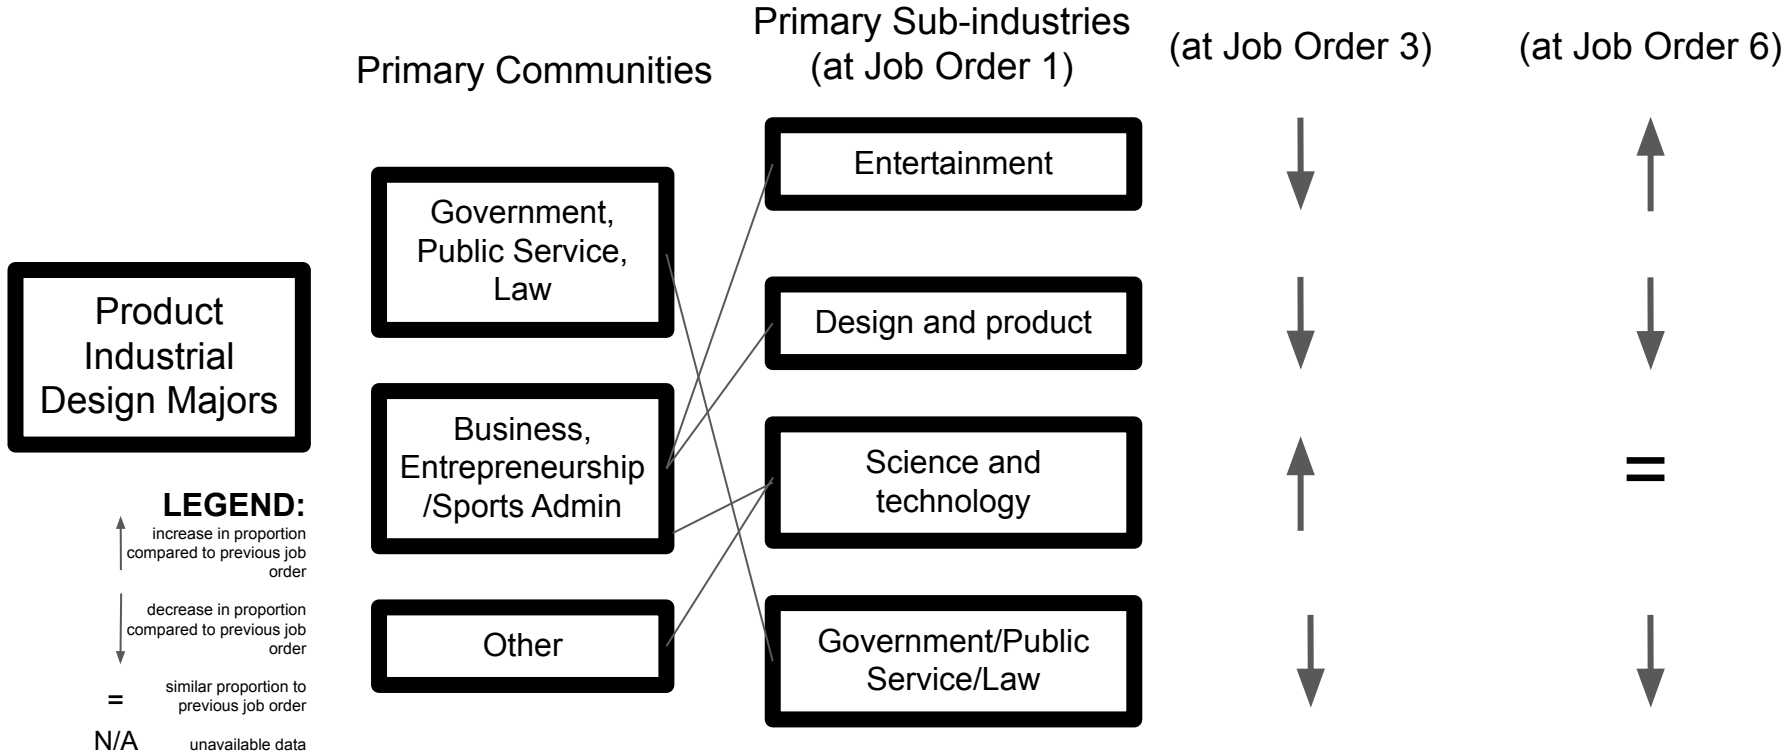 Primary Communities
Primary Sub-industries
(at Job Order 1)
(at Job Order 3)
(at Job Order 6)
Product
Industrial
Design Majors
Government,
Public Service,
Law
Business,
Entrepreneurship
/Sports Admin
Other
Entertainment
Design and product
Science and
technology
Government/Public
Service/Law
=
LEGEND:
increase in proportion
compared to previous job
order
decrease in proportion
compared to previous job
order
=
similar proportion to
previous job order
N/A
unavailable data